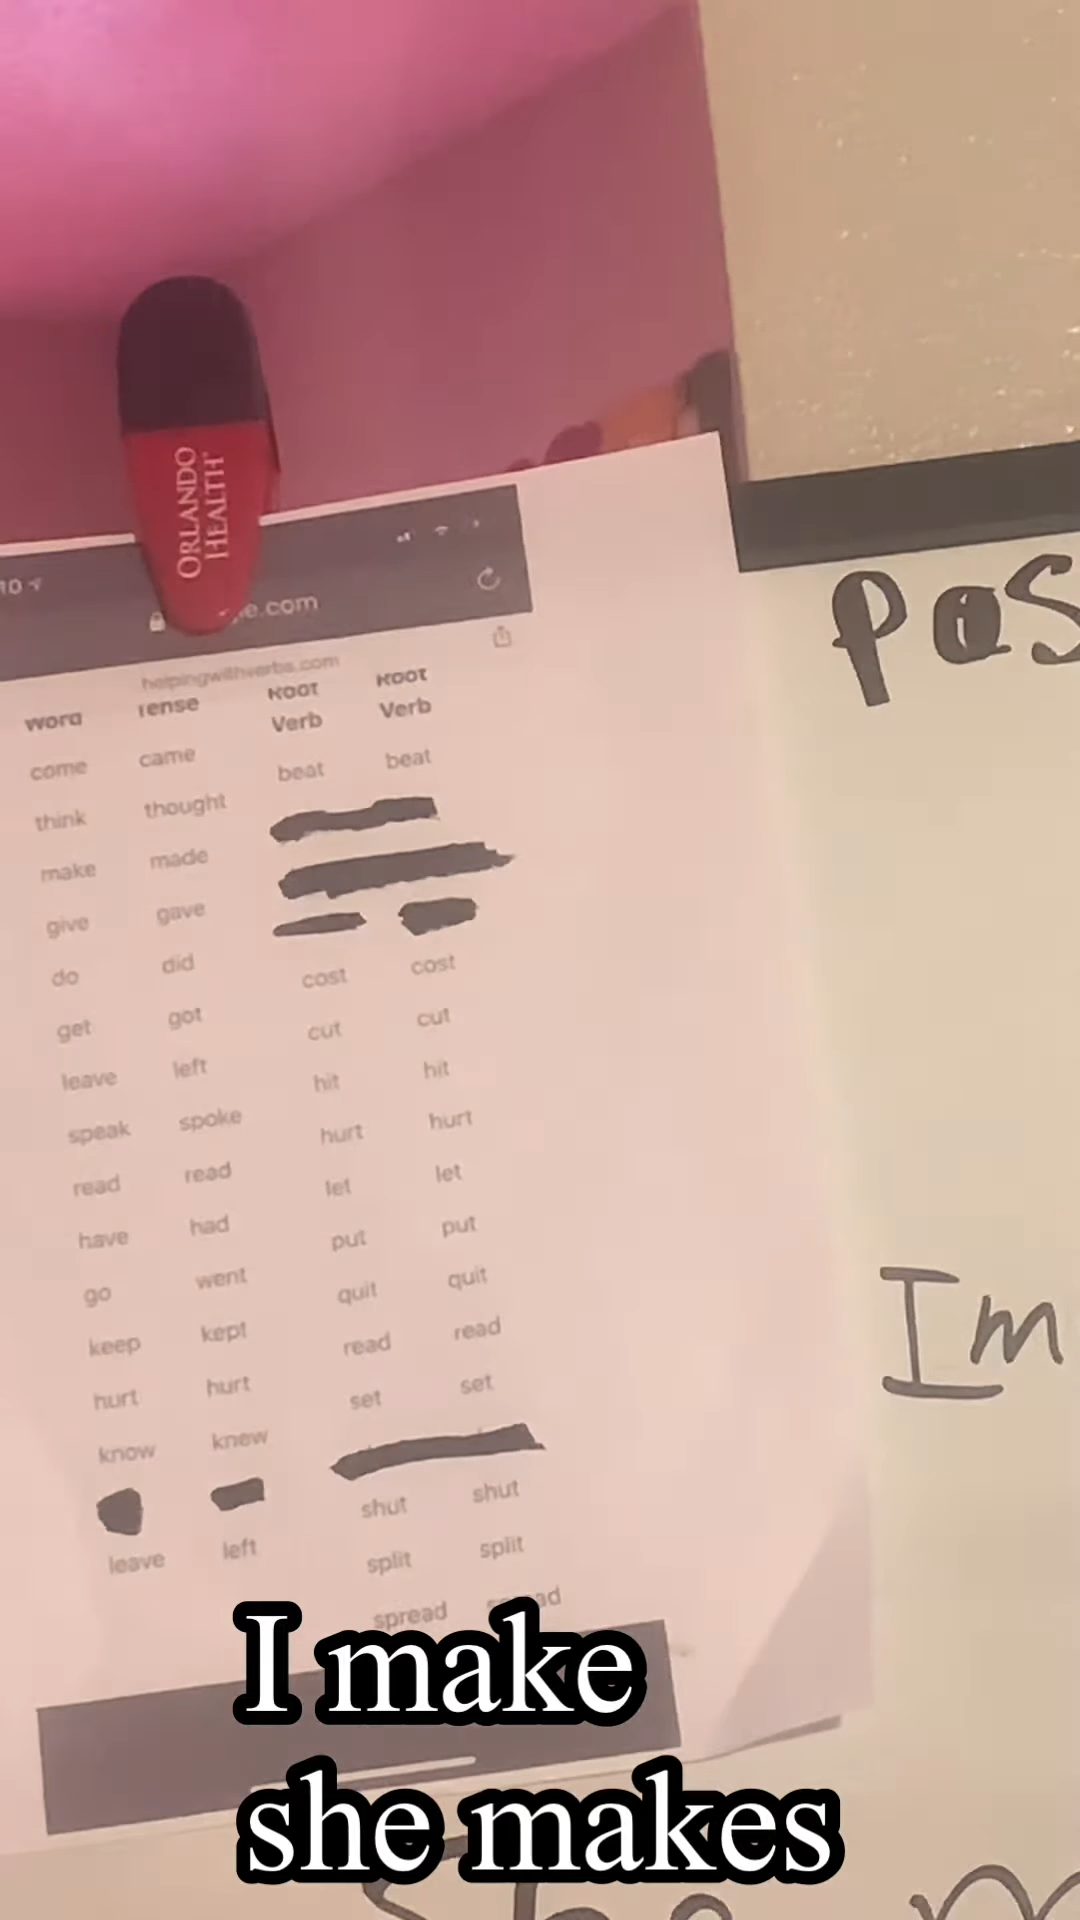 ORLANDO
HEALTH
10
e.com
helpingwithverbs.com
word Tense Root Verb Root Verb
come came beat beat
think thought
make made
give gave
do did cost cost
get got cut cut
leave left hit hit
speak spoke hurt hurt
read read let let
have had put put
go went quit quit
keep kept read read
hurt hurt set set
know knew
shut shut
leave left split split
spread
Pas
Im
I make
she makes
She m